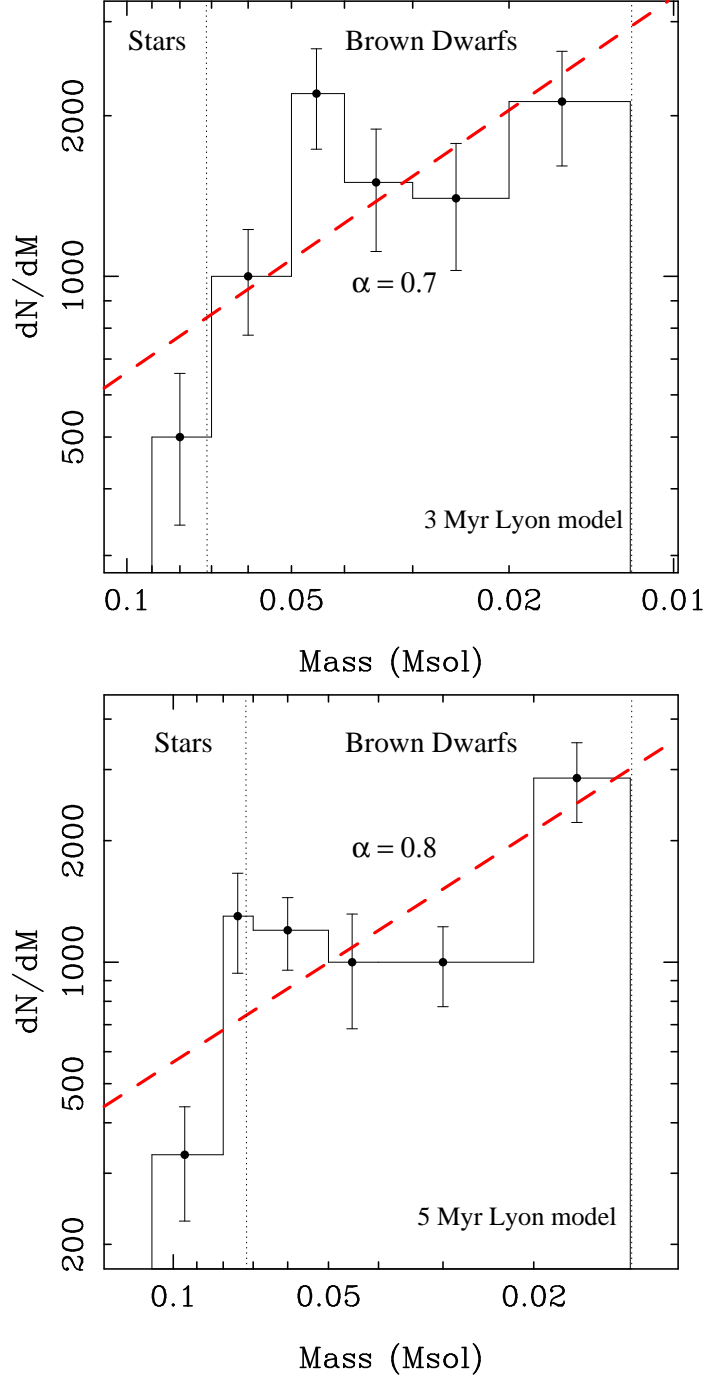 Stars Brown Dwarfs
2000
1000
500
dN/dM
α = 0.7
3 Myr Lyon model
0.1 0.05 0.02 0.01
Mass (Msol)
Stars Brown Dwarfs
2000
1000
500
200
dN/dM
α = 0.8
5 Myr Lyon model
0.1 0.05 0.02
Mass (Msol)